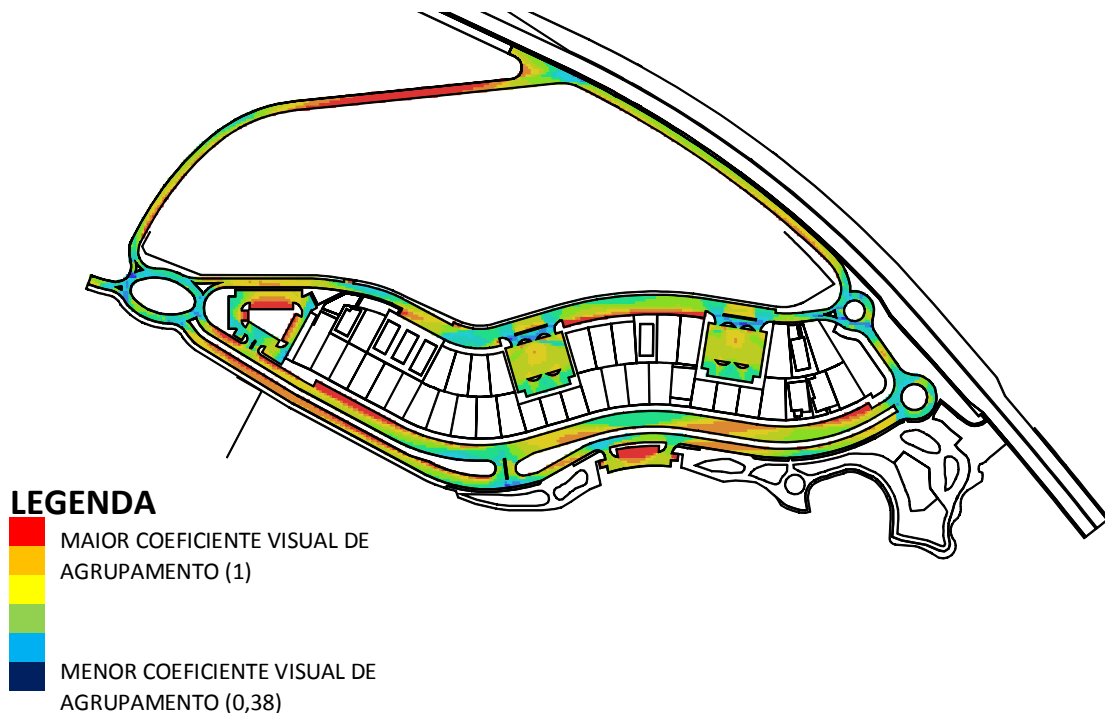 LEGENDA
MAIOR COEFICIENTE VISUAL DE
AGRUPAMENTO (1)
MENOR COEFICIENTE VISUAL DE
AGRUPAMENTO (0,38)